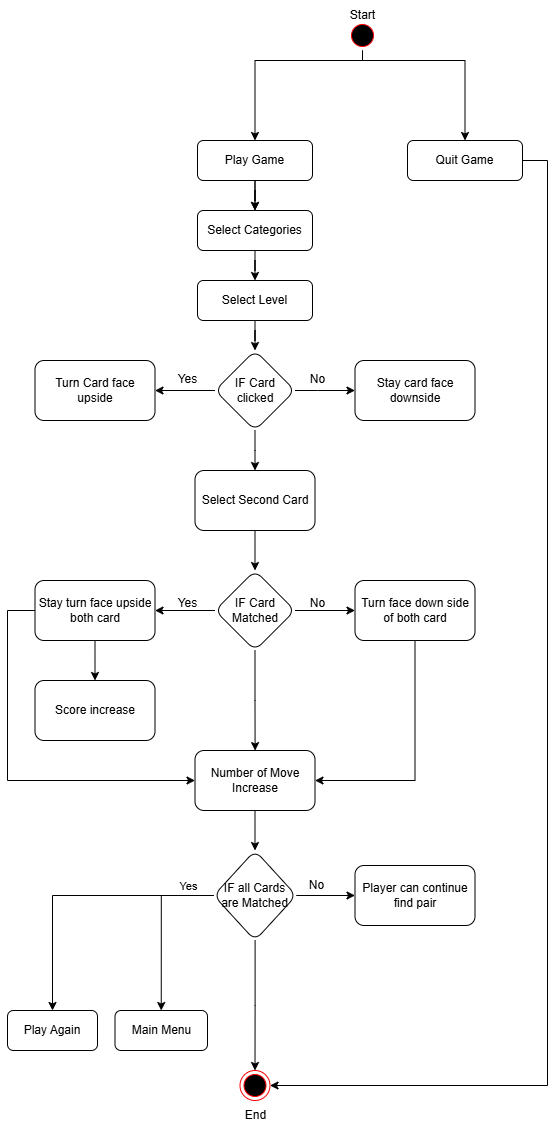 Start
Play Game
Quit Game
Select Categories
Select Level
Turn Card face
upside
Yes
IF Card
clicked
No
Stay card face
downside
Select Second Card
Stay turn face upside
both card
Yes
IF Card
Matched
No
Turn face down side
of both card
Score increase
Number of Move
Increase
Yes
IF all Cards
are Matched
No
Player can continue
find pair
Play Again
Main Menu
End